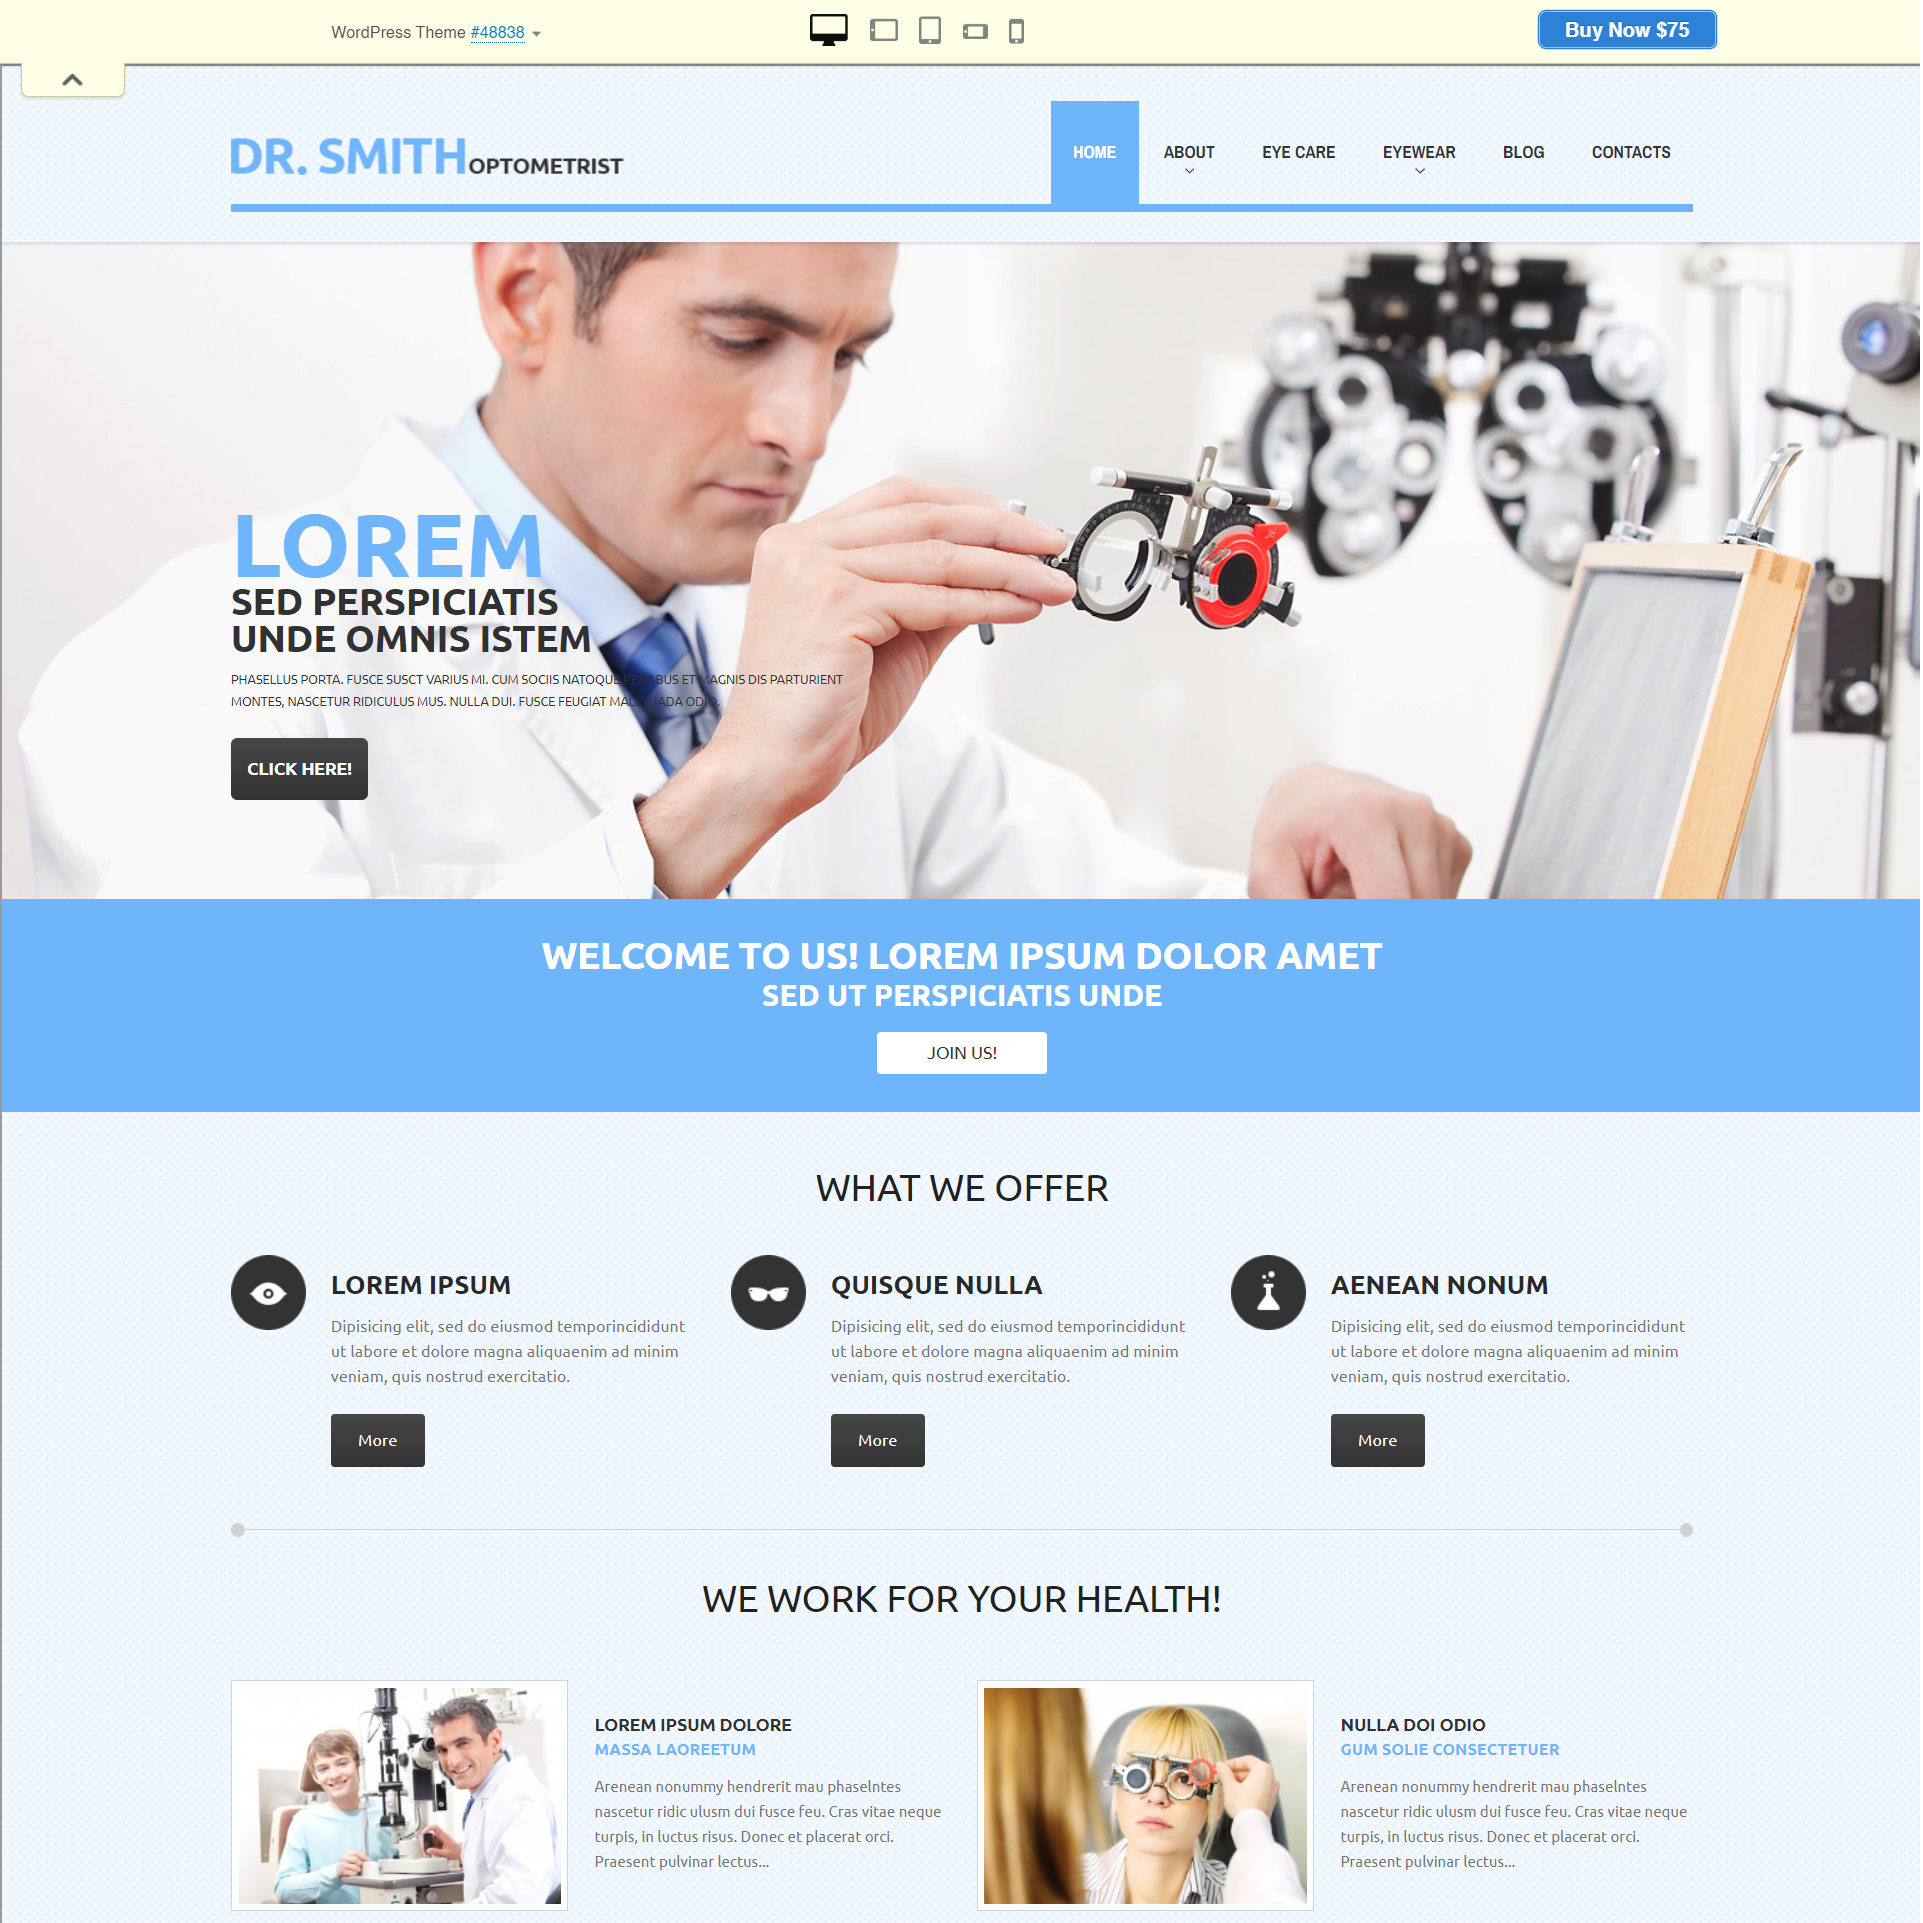 WordPress Theme #48838
Buy Now $75
DR. SMITH OPTOMETRIST
HOME ABOUT EYE CARE EYEWEAR BLOG CONTACTS
LOREM
SED PERSPICIATIS
UNDE OMNIS ISTEM
PHASELLUS PORTA. FUSCE SUSCT VARIUS MI. CUM SOCIIS NATOQUE PENABUS ET MAGNIS DIS PARTURIENT
MONTES, NASCETUR RIDICULUS MUS. NULLA DUI. FUSCE FEUGIAT MALESUADA ODIO.
CLICK HERE!
WELCOME TO US! LOREM IPSUM DOLOR AMET
SED UT PERSPICIATIS UNDE
JOIN US!
WHAT WE OFFER
LOREM IPSUM
Dipisicing elit, sed do eiusmod temporincididunt
ut labore et dolore magna aliquaenim ad minim
veniam, quis nostrud exercitatio.
More
QUISQUE NULLA
Dipisicing elit, sed do eiusmod temporincididunt
ut labore et dolore magna aliquaenim ad minim
veniam, quis nostrud exercitatio.
More
AENEAN NONUM
Dipisicing elit, sed do eiusmod temporincididunt
ut labore et dolore magna aliquaenim ad minim
veniam, quis nostrud exercitatio.
More
WE WORK FOR YOUR HEALTH!
LOREM IPSUM DOLORE
MASSA LAOREETUM
Arenean nonummy hendrerit mau phaselntes
nascetur ridic ulusm dui fusce feu. Cras vitae neque
turpis, in luctus risus. Donec et placerat orci.
Praesent pulvinar lectus...
NULLA DOI ODIO
GUM SOLIE CONSECTETUER
Arenean nonummy hendrerit mau phaselntes
nascetur ridic ulusm dui fusce feu. Cras vitae neque
turpis, in luctus risus. Donec et placerat orci.
Praesent pulvinar lectus...